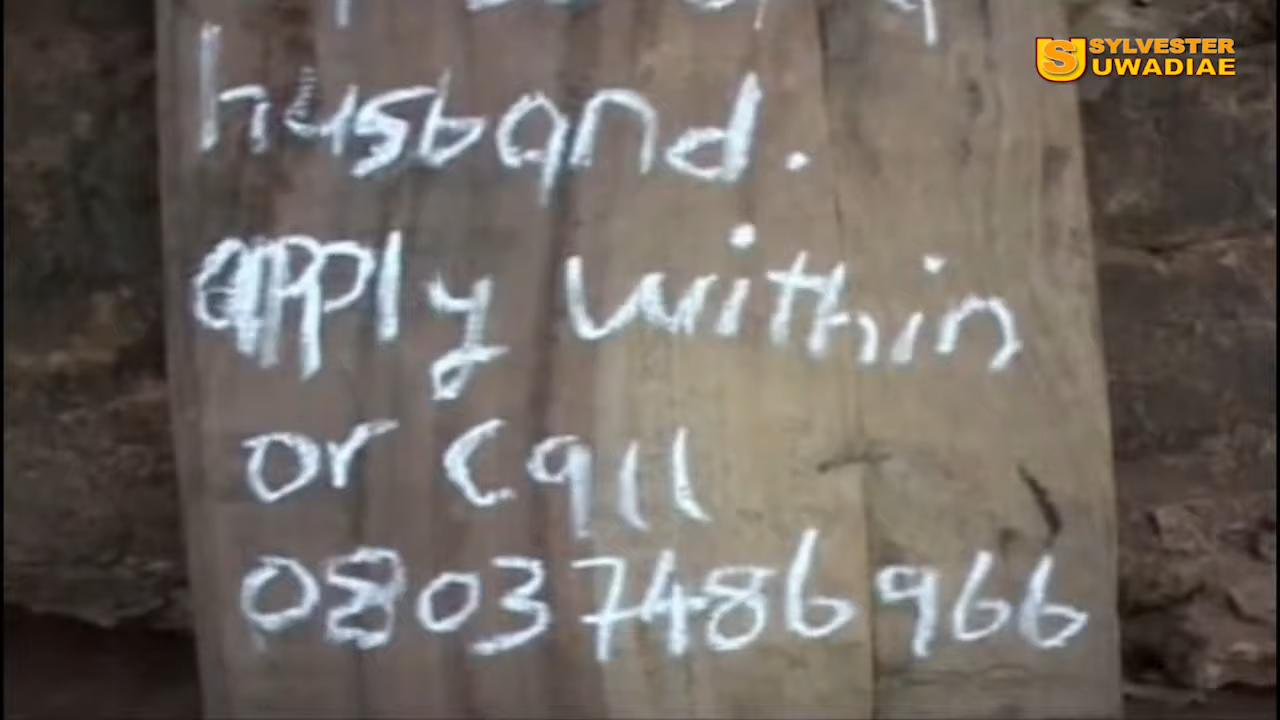 SYLVESTER
UWADIAE
husband.
apply within
or call
08037486966